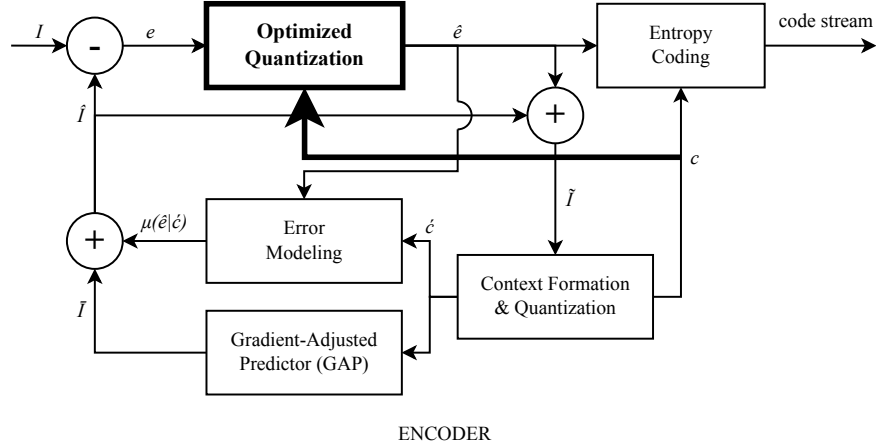 I
-
e
Optimized
Quantization
ê
Entropy
Coding
code stream
Î
+
c
Ĩ
μ(ê|ć)
+
Error
Modeling
ć
Context Formation
& Quantization
Ī
Gradient-Adjusted
Predictor (GAP)
ENCODER